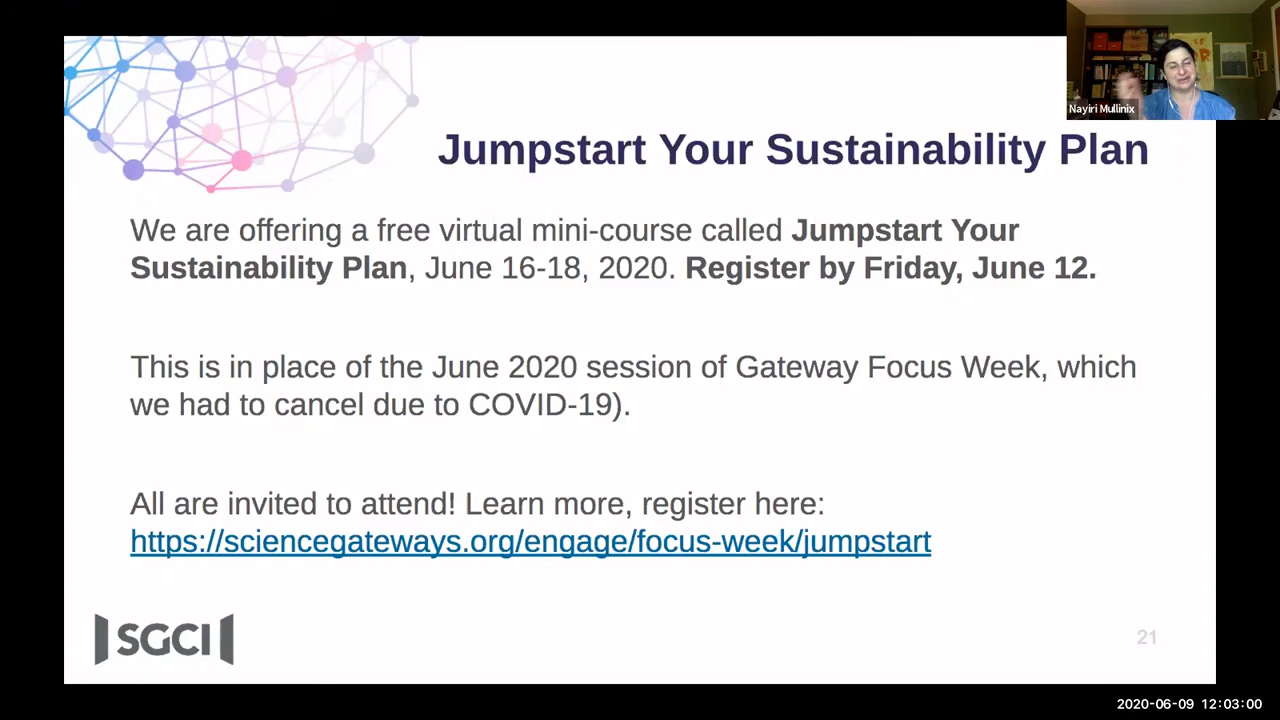 Nayiri Mullinix
Jumpstart Your Sustainability Plan
We are offering a free virtual mini-course called Jumpstart Your
Sustainability Plan, June 16-18, 2020. Register by Friday, June 12.
This is in place of the June 2020 session of Gateway Focus Week, which
we had to cancel due to COVID-19).
All are invited to attend! Learn more, register here:
https://sciencegateways.org/engage/focus-week/jumpstart
SGCI
21
2020-06-09 12:03:00